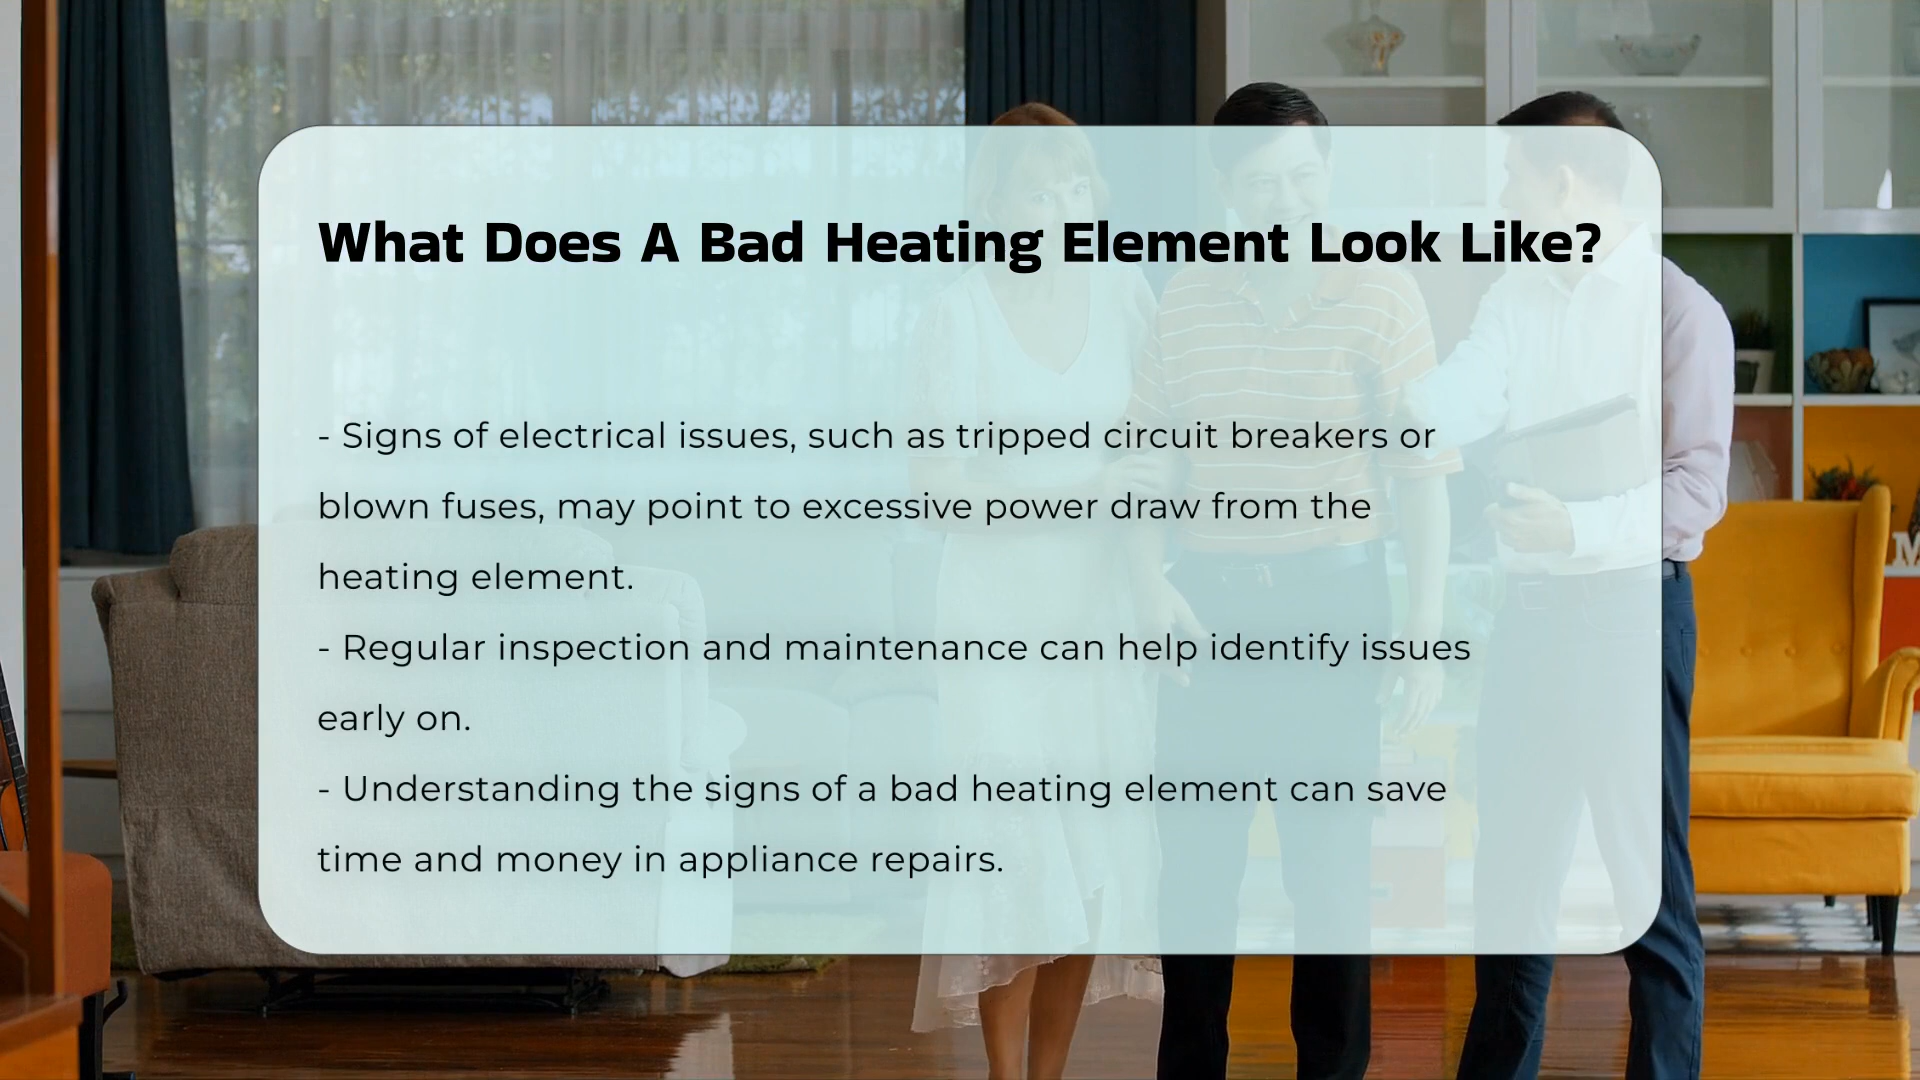 What Does A Bad Heating Element Look Like?
- Signs of electrical issues, such as tripped circuit breakers or
blown fuses, may point to excessive power draw from the
heating element.
- Regular inspection and maintenance can help identify issues
early on.
- Understanding the signs of a bad heating element can save
time and money in appliance repairs.
M